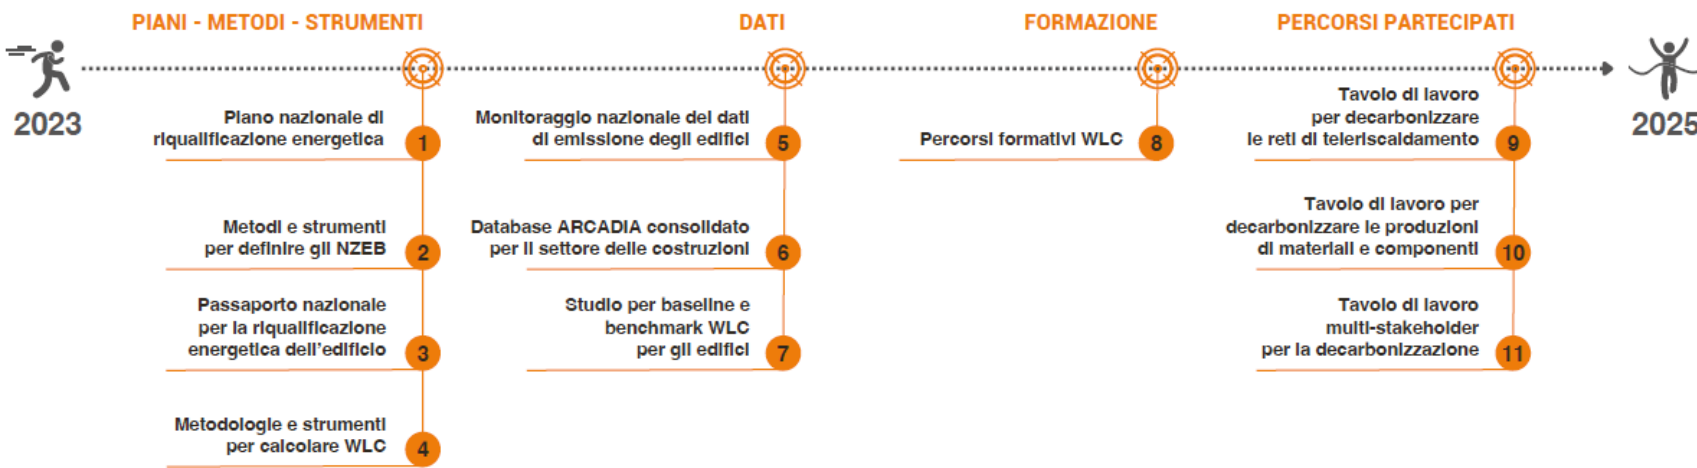 PIANI - METODI - STRUMENTI
DATI
FORMAZIONE
PERCORSI PARTECIPATI
2023
2025
Piano nazionale di
riqualificazione energetica
1
Metodi e strumenti
per definire gli NZEB
2
Passaporto nazionale
per la riqualificazione
energetica dell'edificio
3
Metodologie e strumenti
per calcolare WLC
4
Monitoraggio nazionale dei dati
di emissione degli edifici
5
Database ARCADIA consolidato
per il settore delle costruzioni
6
Studio per baseline e
benchmark WLC
per gli edifici
7
Percorsi formativi WLC
8
Tavolo di lavoro
per decarbonizzare
le reti di teleriscaldamento
9
Tavolo di lavoro per
decarbonizzare le produzioni
di materiali e componenti
10
Tavolo di lavoro
multi-stakeholder
per la decarbonizzazione
11